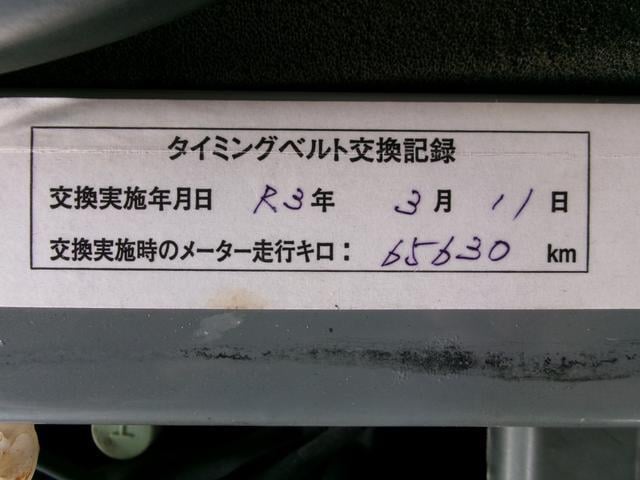 タイミングベルト交換記録
交換実施年月日 R3年 3月 11日
交換実施時のメーター走行キロ： 65630 km